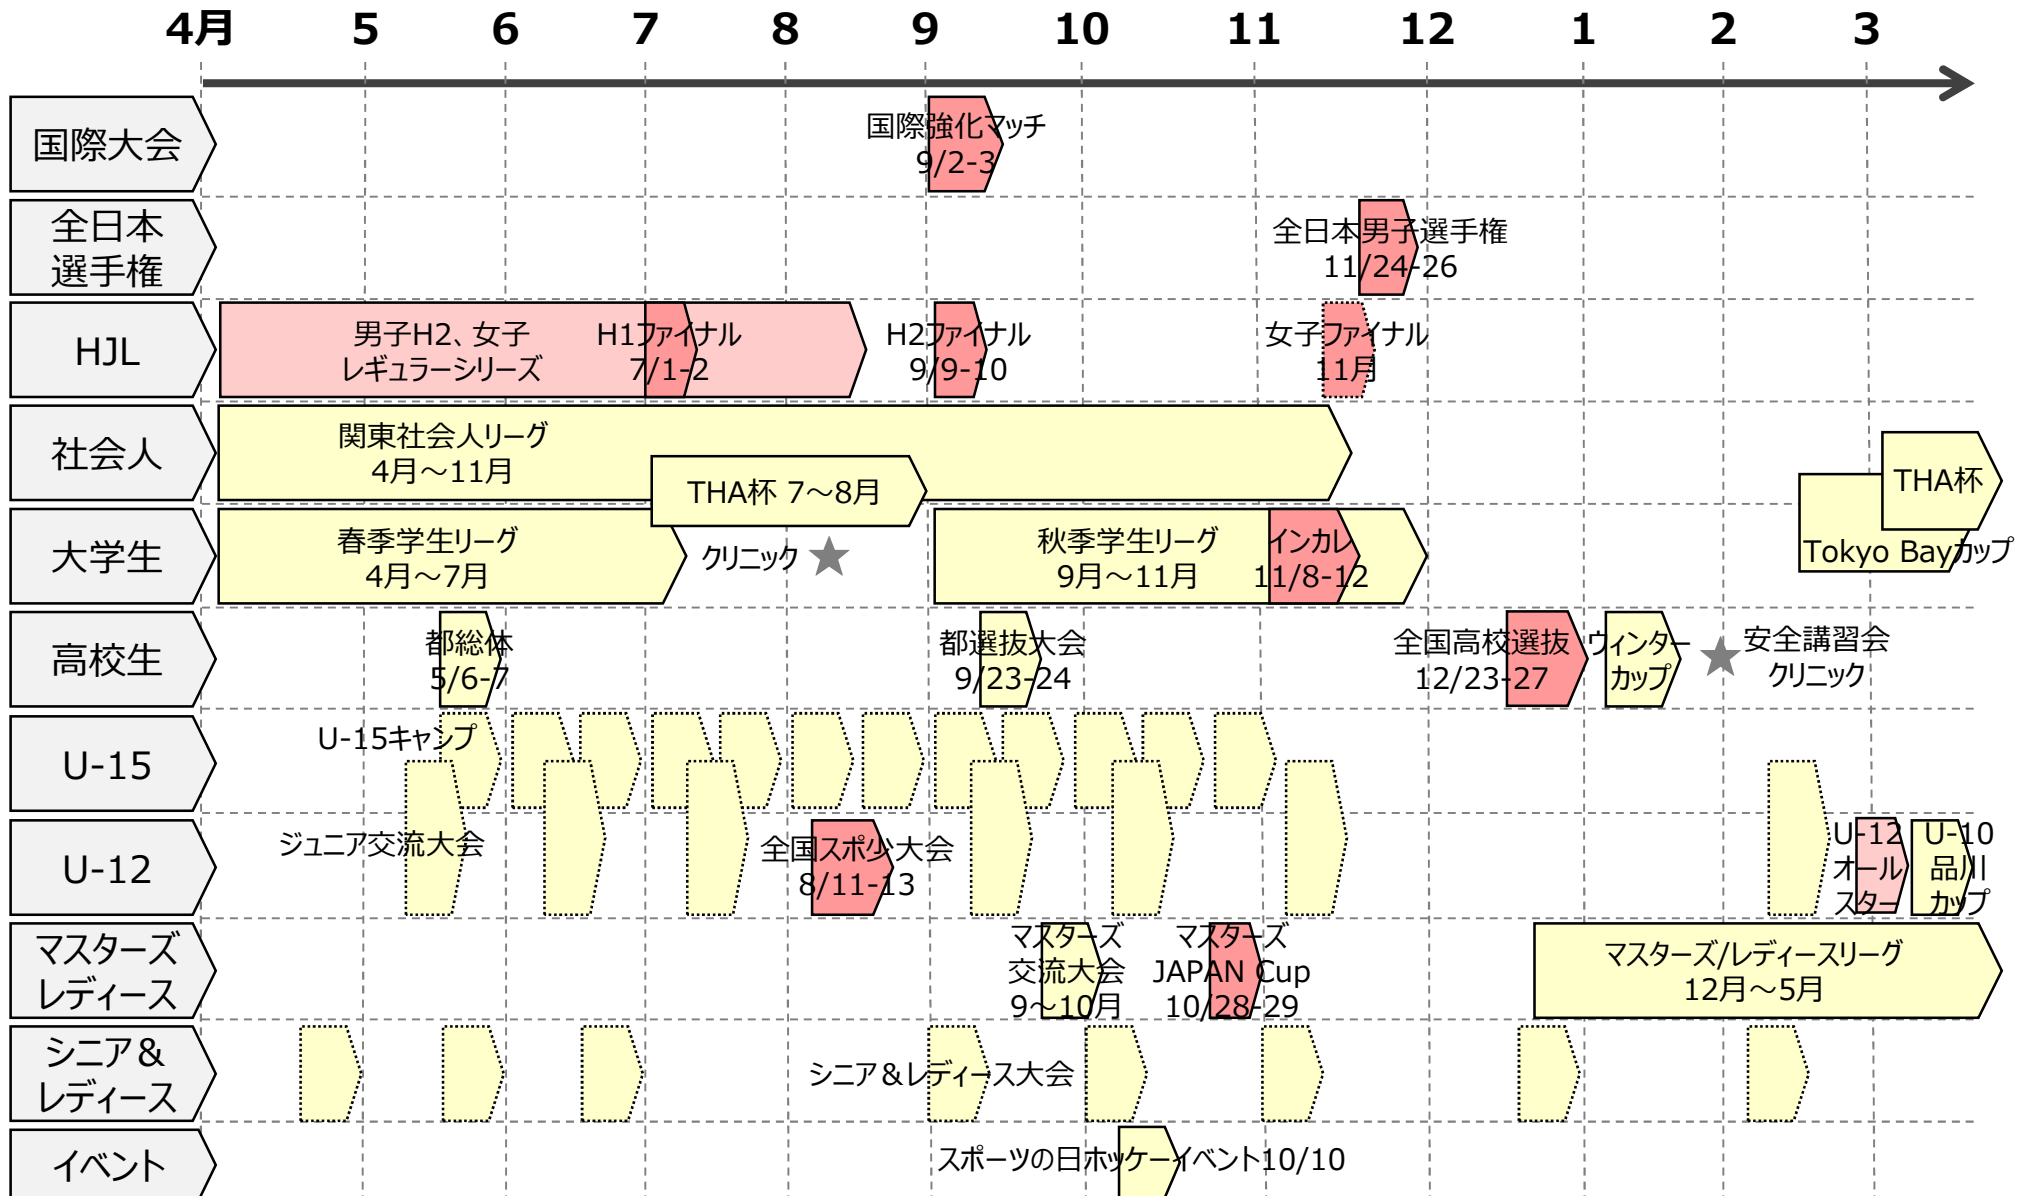 4月 5 6 7 8 9 10 11 12 1 2 3
国際大会
国際強化マッチ
9/2-3
全日本
選手権
全日本男子選手権
11/24-26
HJL
男子H2、女子
レギュラーシリーズ
H1ファイナル
7/1-2
H2ファイナル
9/9-10
女子ファイナル
11月
社会人
関東社会人リーグ
4月～11月
THA杯 7～8月
THA杯
Tokyo Bayカップ
大学生
春季学生リーグ
4月～7月
クリニック
秋季学生リーグ
9月～11月
インカレ
11/8-12
高校生
都総体
5/6-7
都選抜大会
9/23-24
全国高校選抜
12/23-27
ウィンター
カップ
安全講習会
クリニック
U-15
U-15キャンプ
U-12
ジュニア交流大会
全国スポ少大会
8/11-13
U-12
オール
スター
U-10
品川
カップ
マスターズ
レディース
マスターズ
交流大会
9～10月
マスターズ
JAPAN Cup
10/28-29
マスターズ/レディースリーグ
12月～5月
シニア＆
レディース
シニア＆レディース大会
イベント
スポーツの日ホッケーイベント10/10